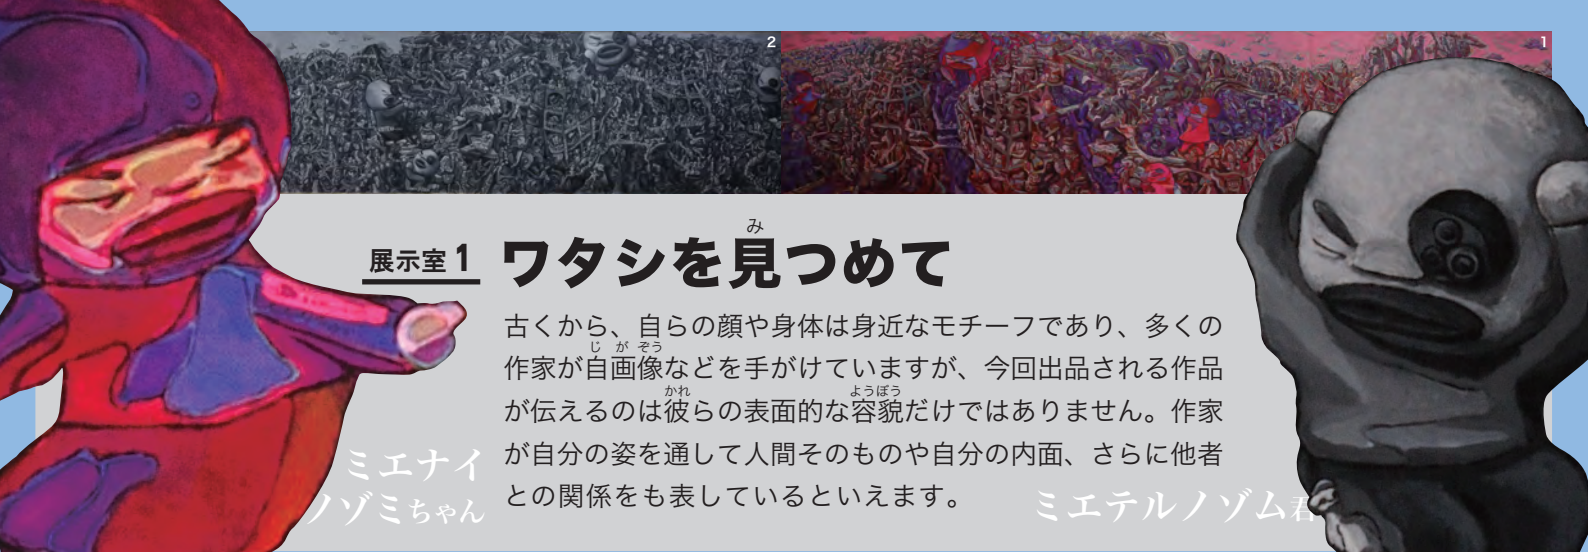 2
1
展示室1
ワタシを見つめて
み
古くから、自らの顔や身体は身近なモチーフであり、多くの
作家が自画像などを手がけていますが、今回出品される作品
じ が ぞう
が伝えるのは彼らの表面的な容貌だけではありません。作家
かれ
ようぼう
が自分の姿を通して人間そのものや自分の内面、さらに他者
との関係をも表しているといえます。
ミエナイ
ノゾミちゃん
ミエテルノゾム君